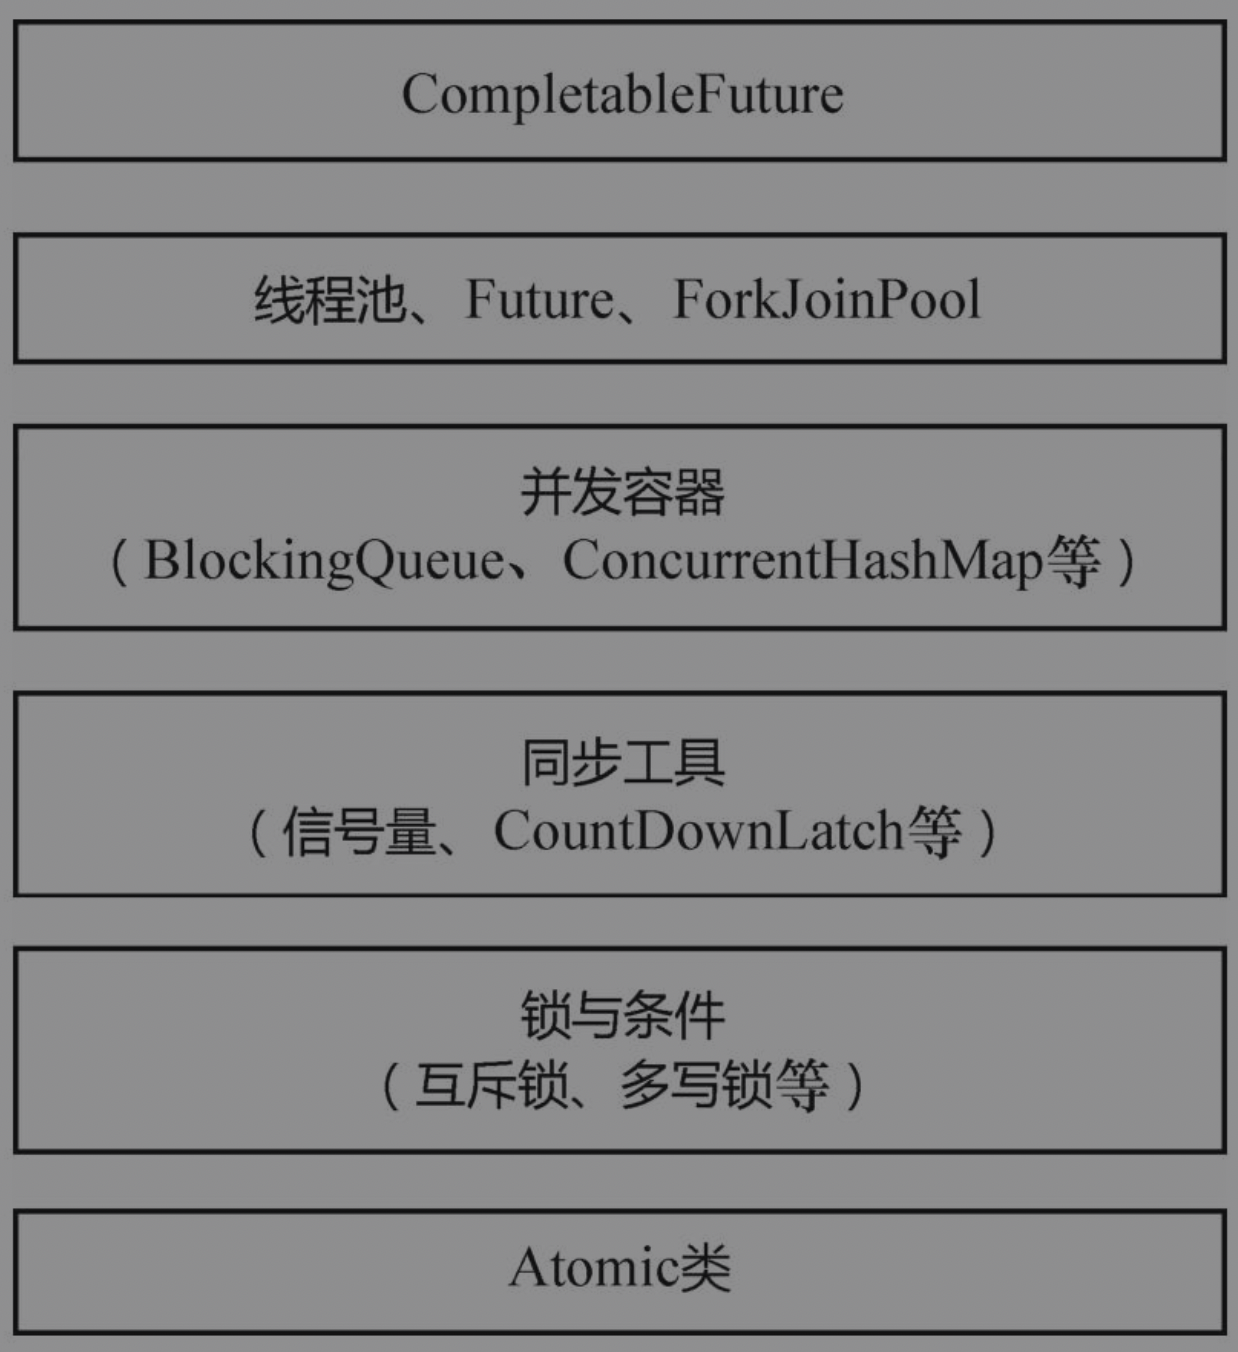 CompletableFuture
线程池、Future、ForkJoinPool
并发容器
（BlockingQueue、ConcurrentHashMap等）
同步工具
（信号量、CountDownLatch等）
锁与条件
（互斥锁、多写锁等）
Atomic类